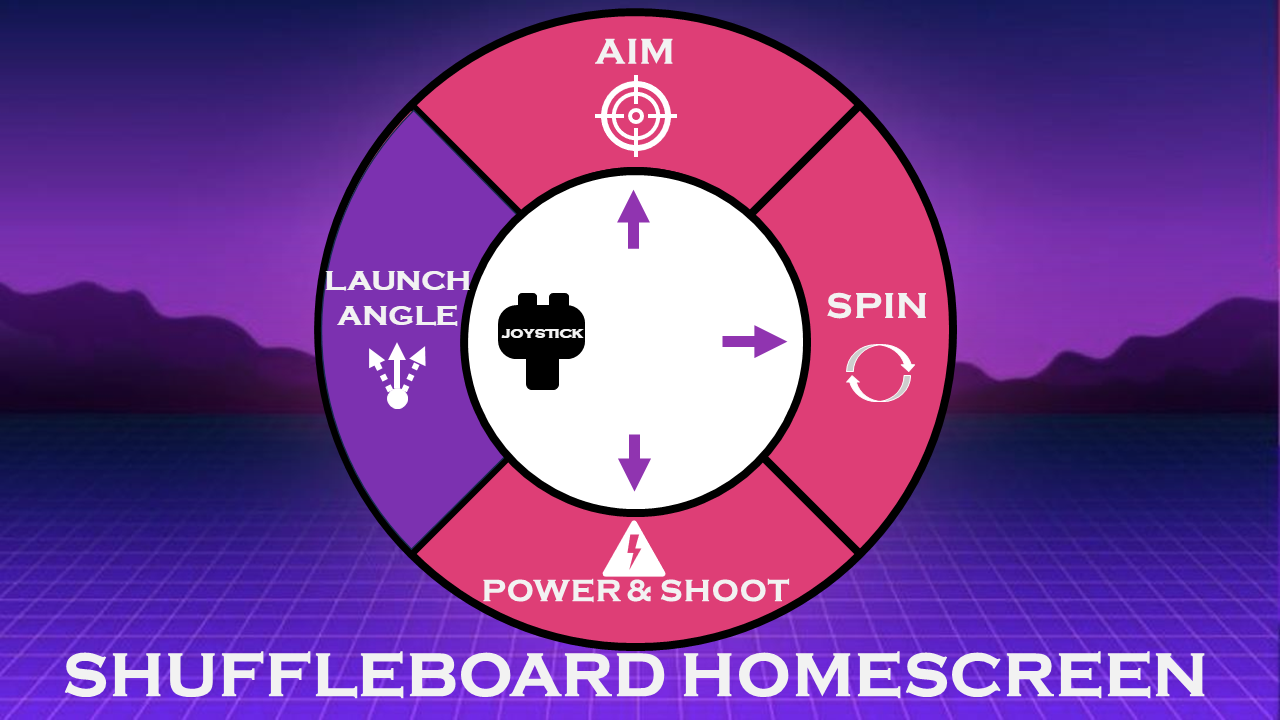 AIM
LAUNCH
ANGLE
JOYSTICK
SPIN
POWER & SHOOT
SHUFFLEBOARD HOMESCREEN